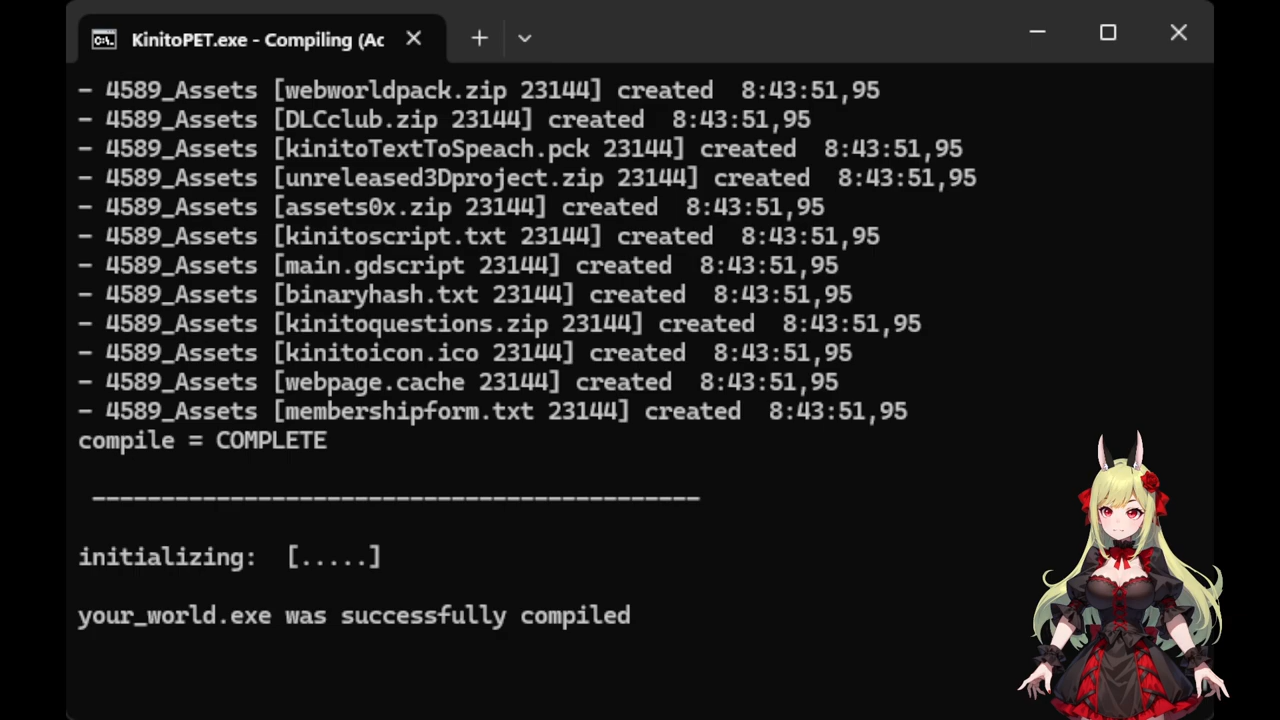 KinitoPET.exe - Compiling (Ac
- 4589_Assets [webworldpack.zip 23144] created  8:43:51,95
- 4589_Assets [DLCclub.zip 23144] created  8:43:51,95
- 4589_Assets [kinitoTextToSpeach.pck 23144] created  8:43:51,95
- 4589_Assets [unreleased3Dproject.zip 23144] created  8:43:51,95
- 4589_Assets [assets0x.zip 23144] created  8:43:51,95
- 4589_Assets [kinitoscript.txt 23144] created  8:43:51,95
- 4589_Assets [main.gdscript 23144] created  8:43:51,95
- 4589_Assets [binaryhash.txt 23144] created  8:43:51,95
- 4589_Assets [kinitoquestions.zip 23144] created  8:43:51,95
- 4589_Assets [kinitoicon.ico 23144] created  8:43:51,95
- 4589_Assets [webpage.cache 23144] created  8:43:51,95
- 4589_Assets [membershipform.txt 23144] created  8:43:51,95
compile = COMPLETE
--------------------------------------------
initializing:  [.....]
your_world.exe was successfully compiled